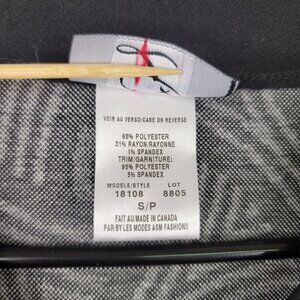 VOIR AU VERSO/CARE ON REVERSE
68% POLYESTER
31% RAYON/RAYONNE
1% SPANDEX
TRIM/GARNITURE:
95% POLYESTER
5% SPANDEX
MODELE/STYLE LOT
18108 8805
S/P
FAIT AU/MADE IN CANADA
PAR/BY LES MODES ASM FASHIONS